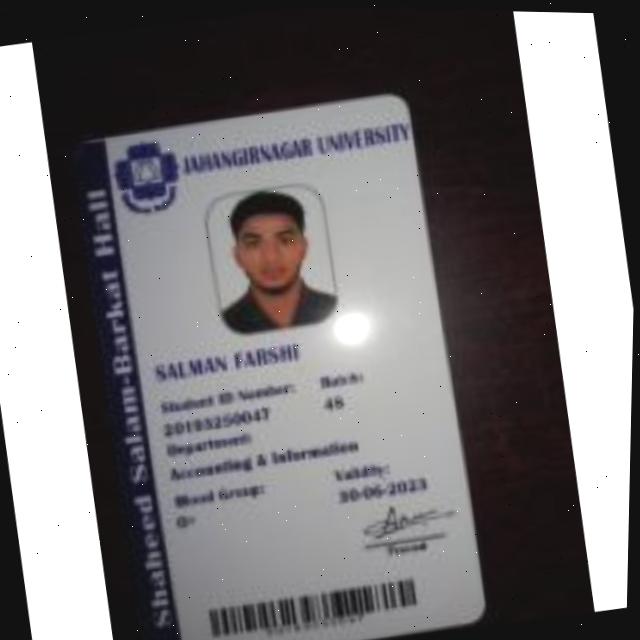 JAHANGIRNAGAR UNIVERSITY
Shaheed Salam-Barkat Hall
SALMAN FARSHI
Student ID Number:
Batch:
20193250047
48
Department:
Accounting & Information
Blood Group:
Validity:
O+
30-06-2023
Provost